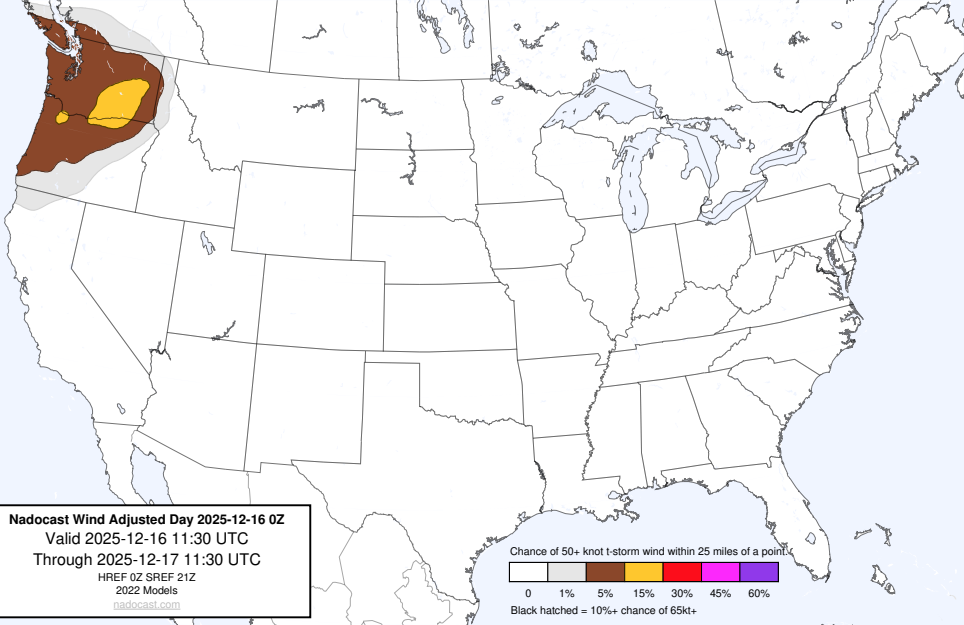 Nadocast Wind Adjusted Day 2025-12-16 0Z
Valid 2025-12-16 11:30 UTC
Through 2025-12-17 11:30 UTC
HREF 0Z SREF 21Z
2022 Models
nadocast.com
Chance of 50+ knot t-storm wind within 25 miles of a point.
0 1% 5% 15% 30% 45% 60%
Black hatched = 10%+ chance of 65kt+